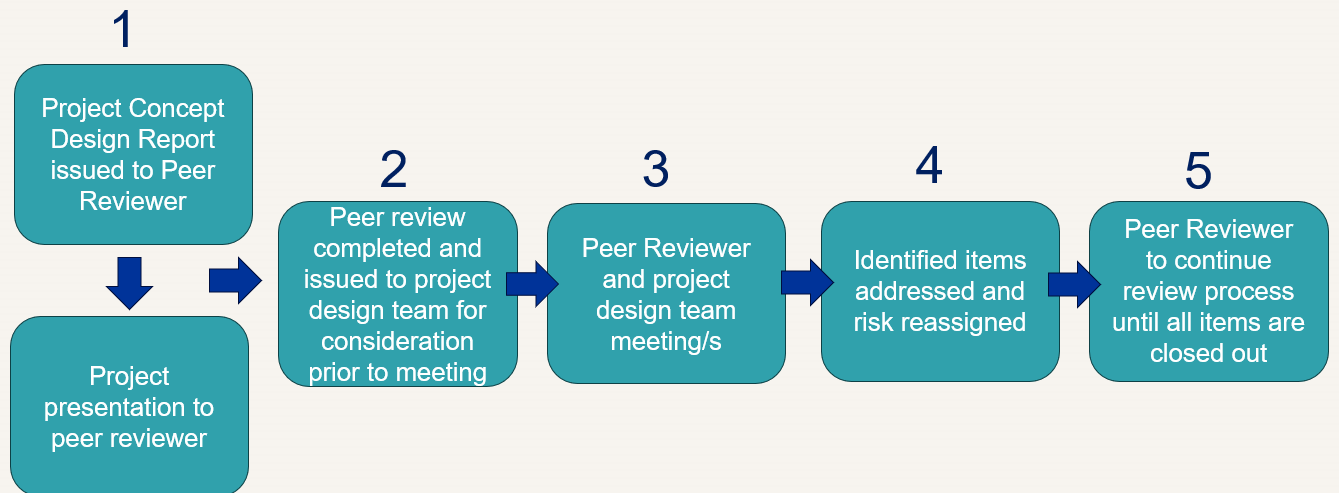 1
Project Concept
Design Report
issued to Peer
Reviewer
Project
presentation to
peer reviewer
2
Peer review
completed and
issued to project
design team for
consideration
prior to meeting
3
Peer Reviewer
and project
design team
meeting/s
4
Identified items
addressed and
risk reassigned
5
Peer Reviewer
to continue
review process
until all items are
closed out